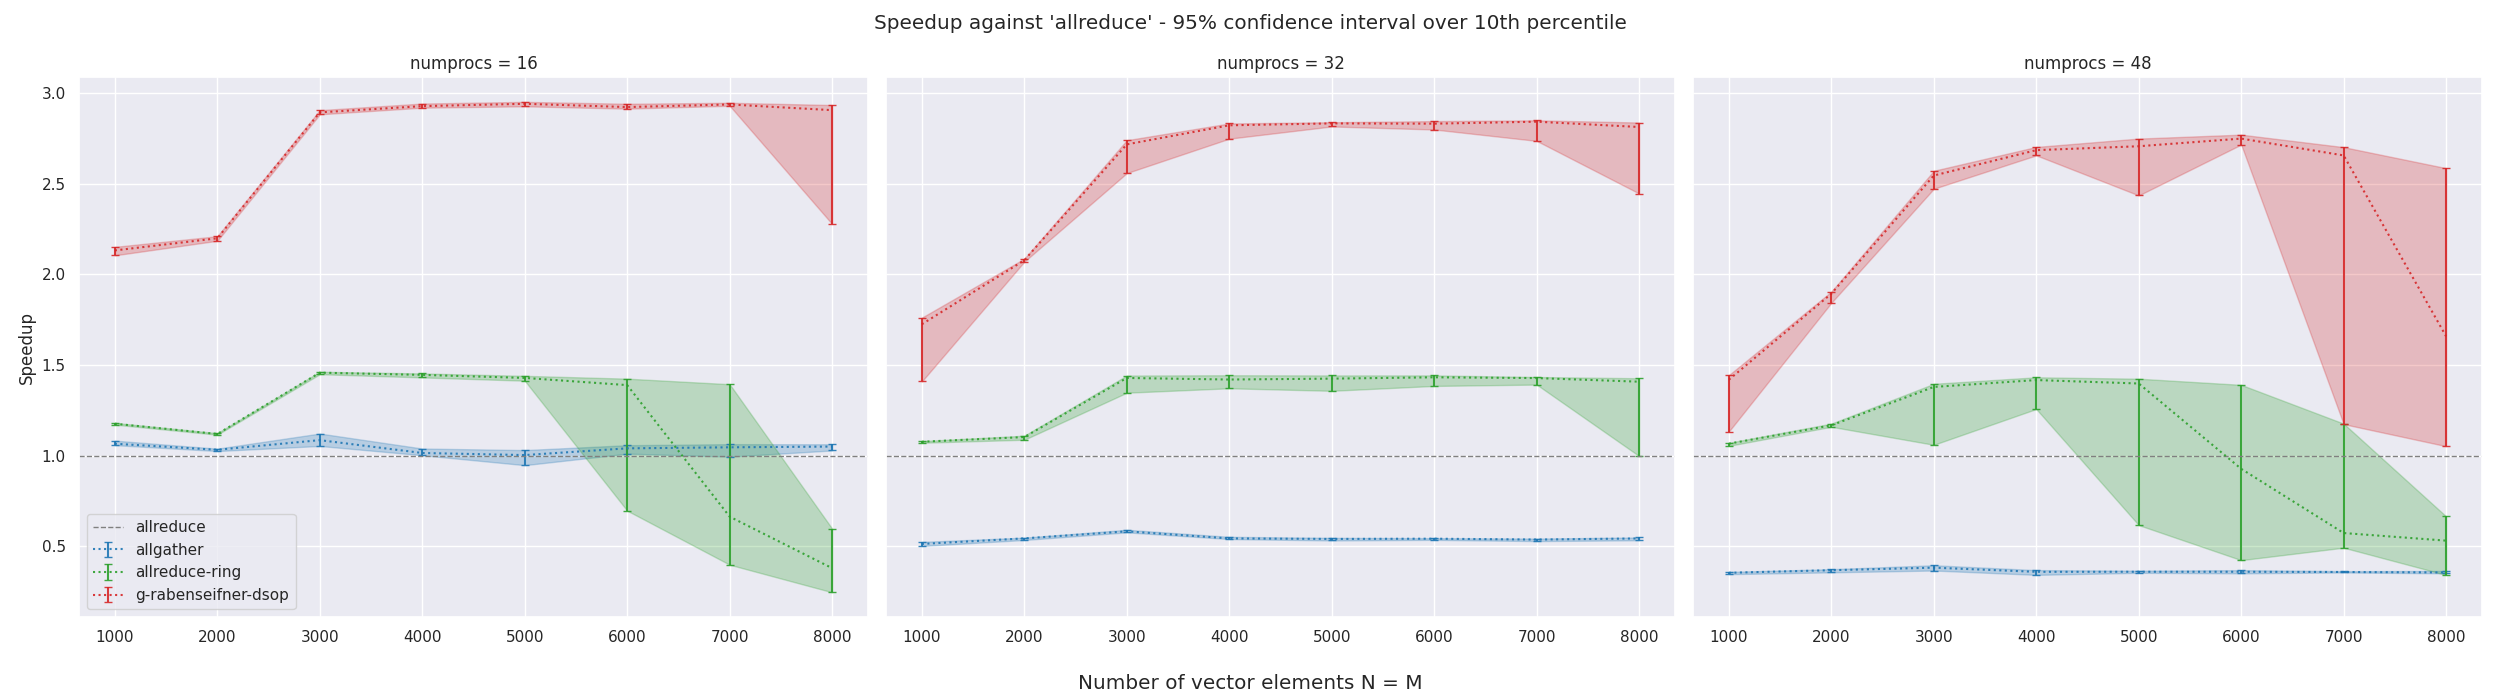 Speedup against 'allreduce' - 95% confidence interval over 10th percentile
numprocs = 16
numprocs = 32
numprocs = 48
Speedup
3.0
2.5
2.0
1.5
1.0
0.5
allreduce
allgather
allreduce-ring
g-rabenseifner-dsop
1000 2000 3000 4000 5000 6000 7000 8000
1000 2000 3000 4000 5000 6000 7000 8000
1000 2000 3000 4000 5000 6000 7000 8000
Number of vector elements N = M